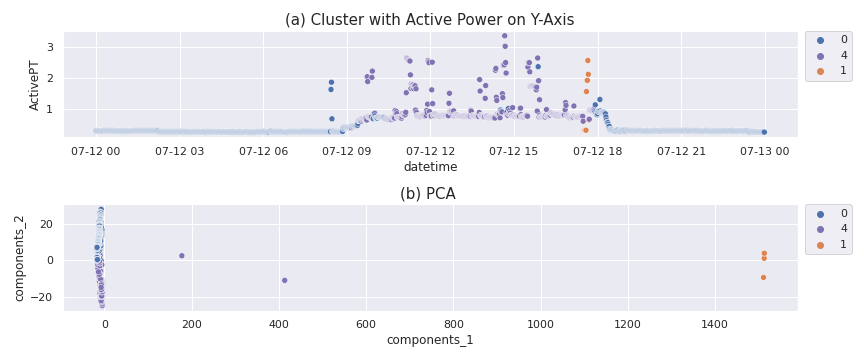 (a) Cluster with Active Power on Y-Axis
3
2
1
ActivePT
0
4
1
07-12 00 07-12 03 07-12 06 07-12 09 07-12 12 07-12 15 07-12 18 07-12 21 07-13 00
datetime
(b) PCA
20
0
−20
components_2
0
4
1
0 200 400 600 800 1000 1200 1400
components_1